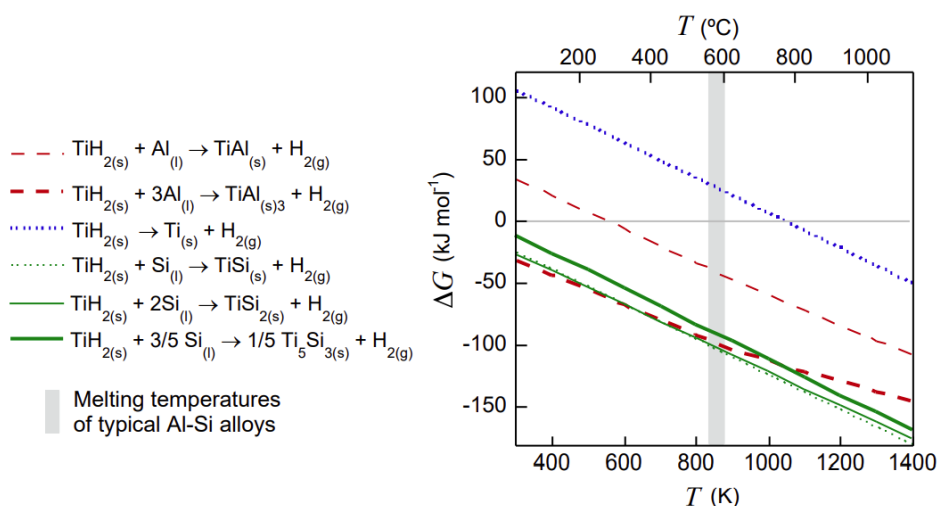 TiH2(s) + Al(l) → TiAl(s) + H2(g)
TiH2(s) + 3Al(l) → TiAl(s)3 + H2(g)
TiH2(s) → Ti(s) + H2(g)
TiH2(s) + Si(l) → TiSi(s) + H2(g)
TiH2(s) + 2Si(l) → TiSi2(s) + H2(g)
TiH2(s) + 3/5 Si(l) → 1/5 Ti5Si3(s) + H2(g)
Melting temperatures
of typical Al-Si alloys
T (ºC)
200 400 600 800 1000
ΔG (kJ mol-1)
100
50
0
-50
-100
-150
400 600 800 1000 1200 1400
T (K)